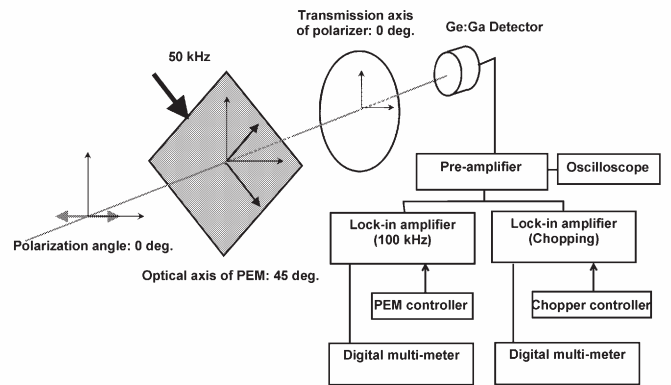 Transmission axis
of polarizer: 0 deg.
Ge:Ga Detector
50 kHz
Pre-amplifier
Oscilloscope
Polarization angle: 0 deg.
Lock-in amplifier
(100 kHz)
Lock-in amplifier
(Chopping)
Optical axis of PEM: 45 deg.
PEM controller
Chopper controller
Digital multi-meter
Digital multi-meter